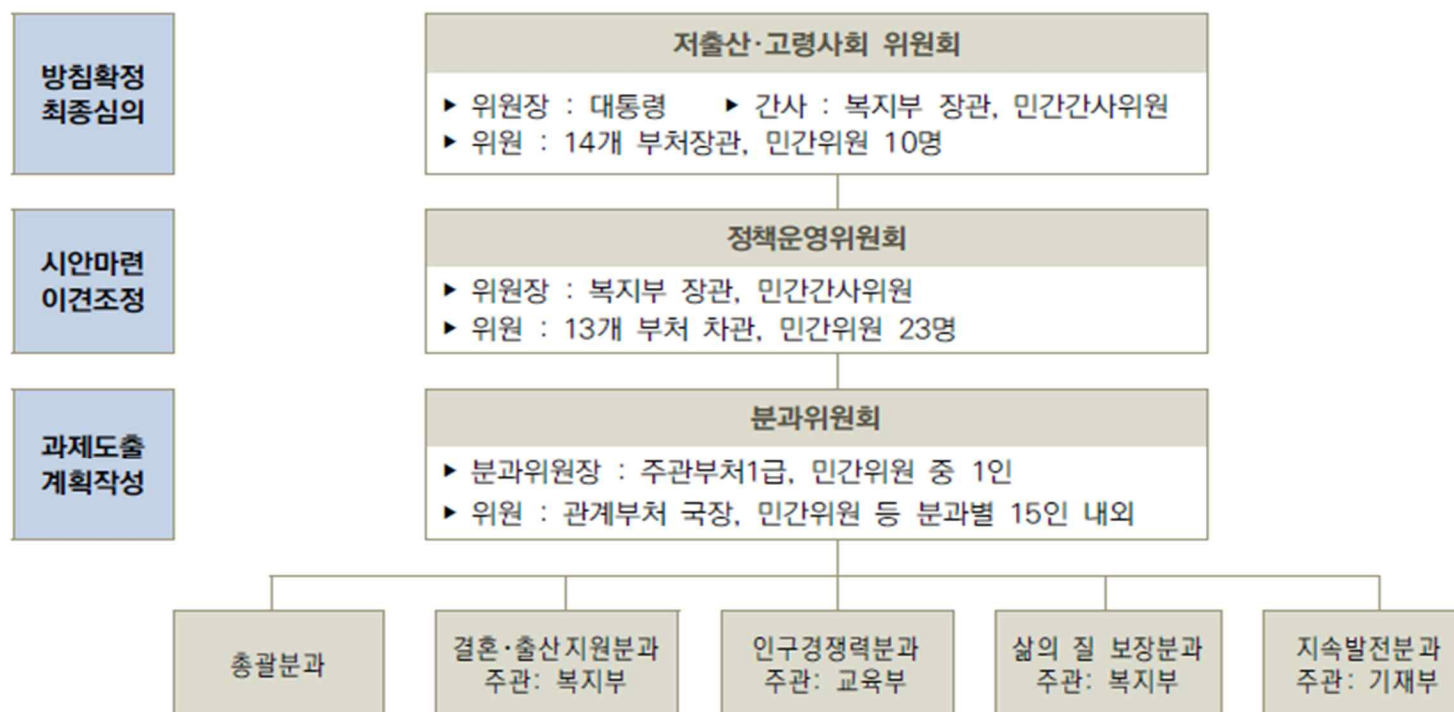 방침확정
최종심의
저출산·고령사회 위원회
▶ 위원장 : 대통령 ▶ 간사 : 복지부 장관, 민간간사위원
▶ 위원 : 14개 부처장관, 민간위원 10명
시안마련
이견조정
정책운영위원회
▶ 위원장 : 복지부 장관, 민간간사위원
▶ 위원 : 13개 부처 차관, 민간위원 23명
과제도출
계획작성
분과위원회
▶ 분과위원장 : 주관부처1급, 민간위원 중 1인
▶ 위원 : 관계부처 국장, 민간위원 등 분과별 15인 내외
총괄분과
결혼·출산지원분과
주관: 복지부
인구경쟁력분과
주관: 교육부
삶의 질 보장분과
주관: 복지부
지속발전분과
주관: 기재부